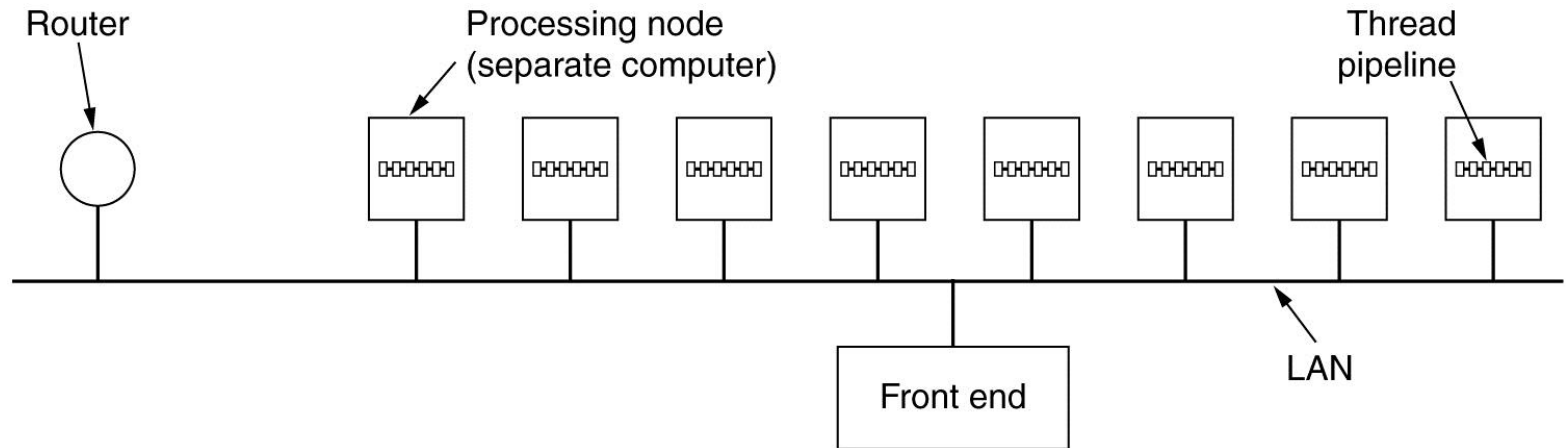 Router
Processing node
(separate computer)
Thread
pipeline
LAN
Front end